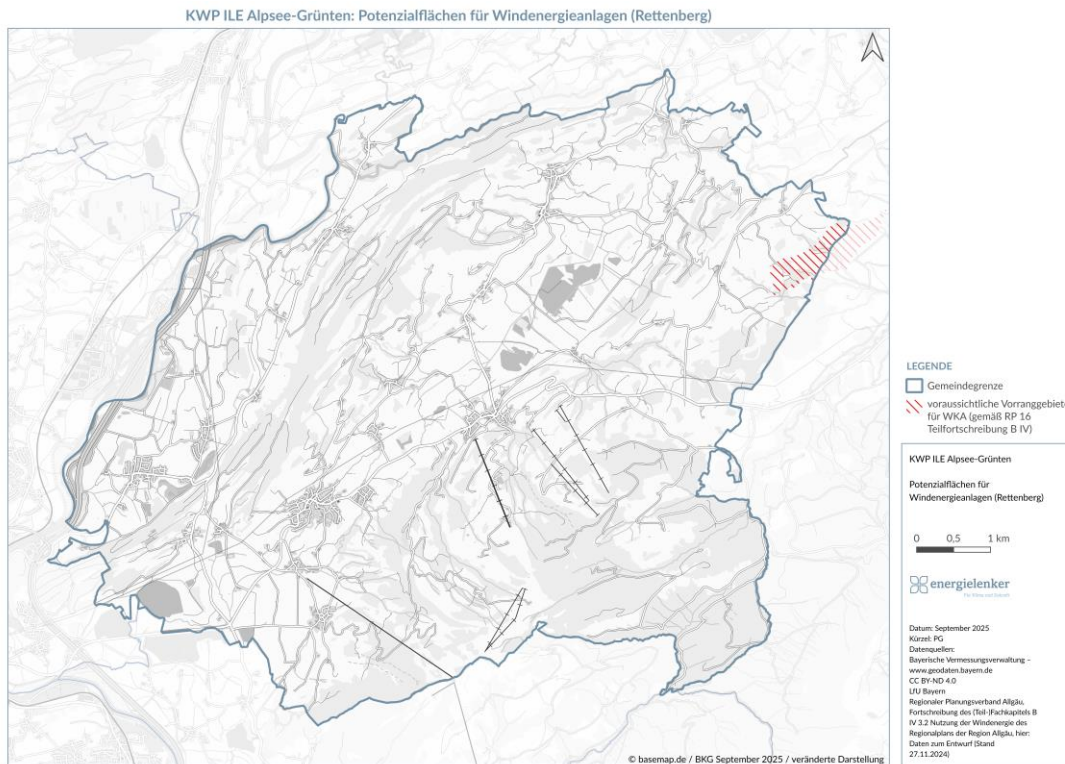 KWP ILE Alpsee-Grünten: Potenzialflächen für Windenergieanlagen (Rettenberg)
LEGENDE
Gemeindegrenze
voraussichtliche Vorranggebiete
für WKA (gemäß RP 16
Teilfortschreibung B IV)
KWP ILE Alpsee-Grünten
Potenzialflächen für
Windenergieanlagen (Rettenberg)
0 0,5 1 km
energielenker
Datum: September 2025
Kürzel: PG
Datenquellen:
Bayerische Vermessungsverwaltung –
www.geodaten.bayern.de
CC BY-ND 4.0
LfU Bayern
Regionaler Planungsverband Allgäu,
Fortschreibung des (Teil-)Fachkapitels B
IV 3.2 Nutzung der Windenergie des
Regionalplans der Region Allgäu, hier:
Daten zum Entwurf (Stand
27.11.2024)
© basemap.de / BKG September 2025 / veränderte Darstellung